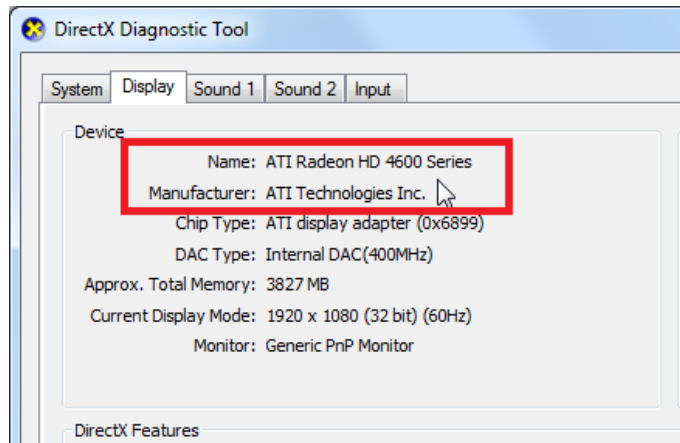 DirectX Diagnostic Tool
System Display Sound 1 Sound 2 Input
Device
Name: ATI Radeon HD 4600 Series
Manufacturer: ATI Technologies Inc.
Chip Type: ATI display adapter (0x6899)
DAC Type: Internal DAC(400MHz)
Approx. Total Memory: 3827 MB
Current Display Mode: 1920 x 1080 (32 bit) (60Hz)
Monitor: Generic PnP Monitor
DirectX Features